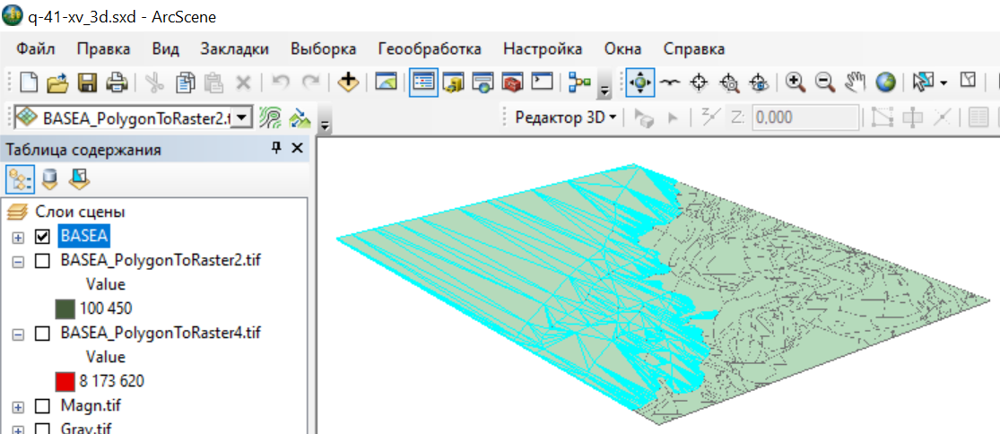 q-41-xv_3d.sxd - ArcScene
Файл Правка Вид Закладки Выборка Геообработка Настройка Окна Справка
BASEA_PolygonToRaster2.t Редактор 3D Z: 0,000
Таблица содержания
Слои сцены
BASEA
BASEA_PolygonToRaster2.tif
Value
100 450
BASEA_PolygonToRaster4.tif
Value
8 173 620
Magn.tif
Grav.tif